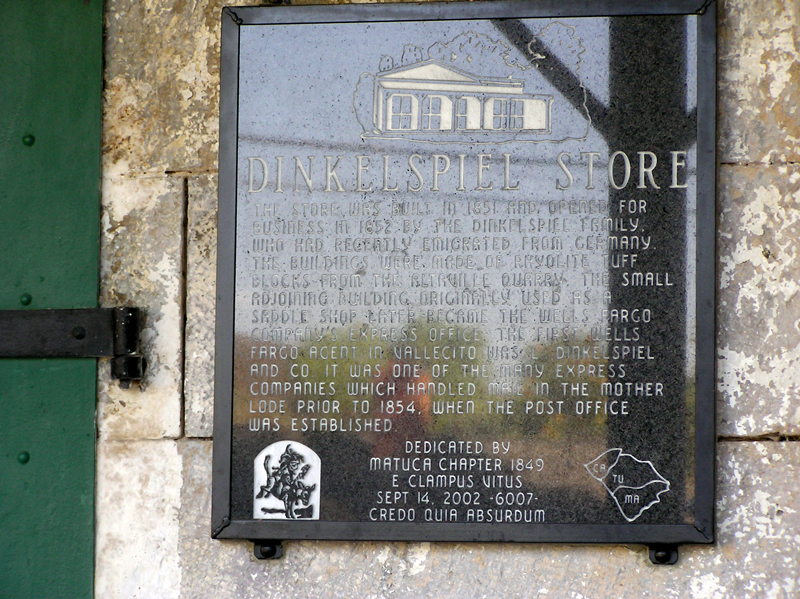 DINKELSPIEL STORE
THE STORE WAS BUILT IN 1851 AND OPENED FOR
BUSINESS IN 1852 BY THE DINKELSPIEL FAMILY,
WHO HAD RECENTLY EMIGRATED FROM GERMANY.
THE BUILDINGS WERE MADE OF RHYOLITE TUFF
BLOCKS FROM THE ALTAVILLE QUARRY. THE SMALL
ADJOINING BUILDING ORIGINALLY USED AS A
SADDLE SHOP LATER BECAME THE WELLS FARGO
COMPANY'S EXPRESS OFFICE. THE FIRST WELLS
FARGO AGENT IN VALLECITO WAS L. DINKELSPIEL
AND CO. IT WAS ONE OF THE MANY EXPRESS
COMPANIES WHICH HANDLED MAIL IN THE MOTHER
LODE PRIOR TO 1854, WHEN THE POST OFFICE
WAS ESTABLISHED.
DEDICATED BY
MATUCA CHAPTER 1849
E CLAMPUS VITUS
SEPT 14, 2002 -6007-
CREDO QUIA ABSURDUM
CA
TU
MA